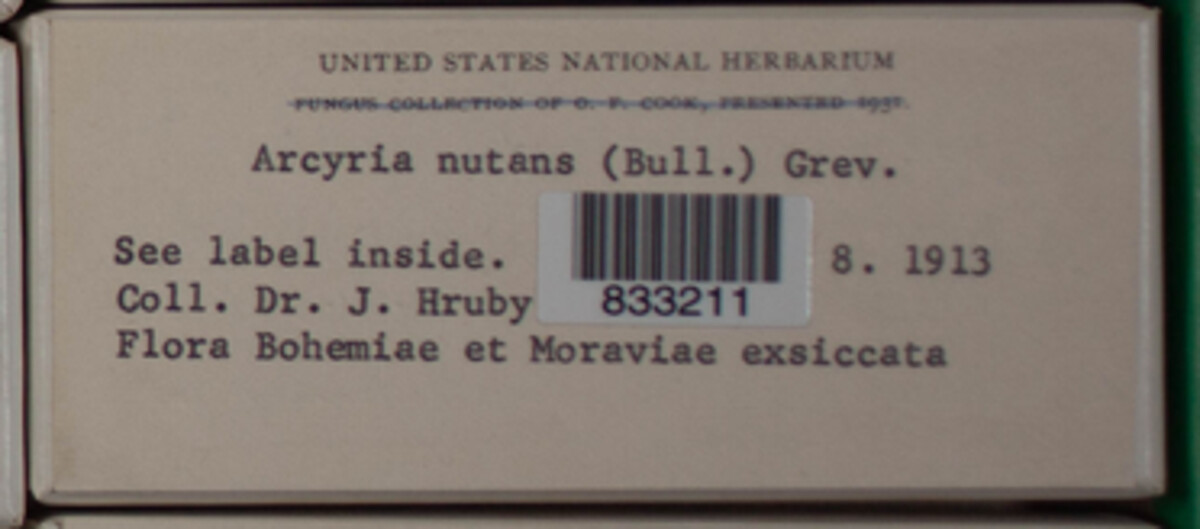 UNITED STATES NATIONAL HERBARIUM
FUNGUS COLLECTION OF O. F. COOK, PRESENTED 1937.
Arcyria nutans (Bull.) Grev.
See label inside. 8. 1913
Coll. Dr. J. Hruby
833211
Flora Bohemiae et Moraviae exsiccata